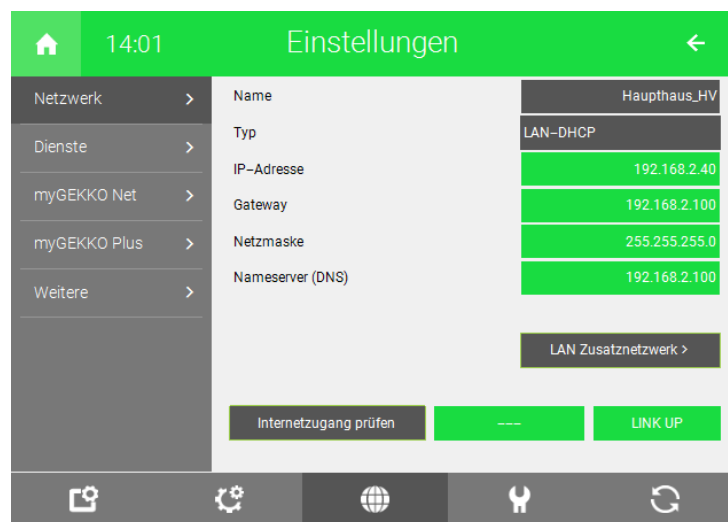 14:01 Einstellungen
Netzwerk
Dienste
myGEKKO Net
myGEKKO Plus
Weitere
Name Haupthaus_HV
Typ LAN-DHCP
IP-Adresse 192.168.2.40
Gateway 192.168.2.100
Netzmaske 255.255.255.0
Nameserver (DNS) 192.168.2.100
LAN Zusatznetzwerk >
Internetzugang prüfen --- LINK UP